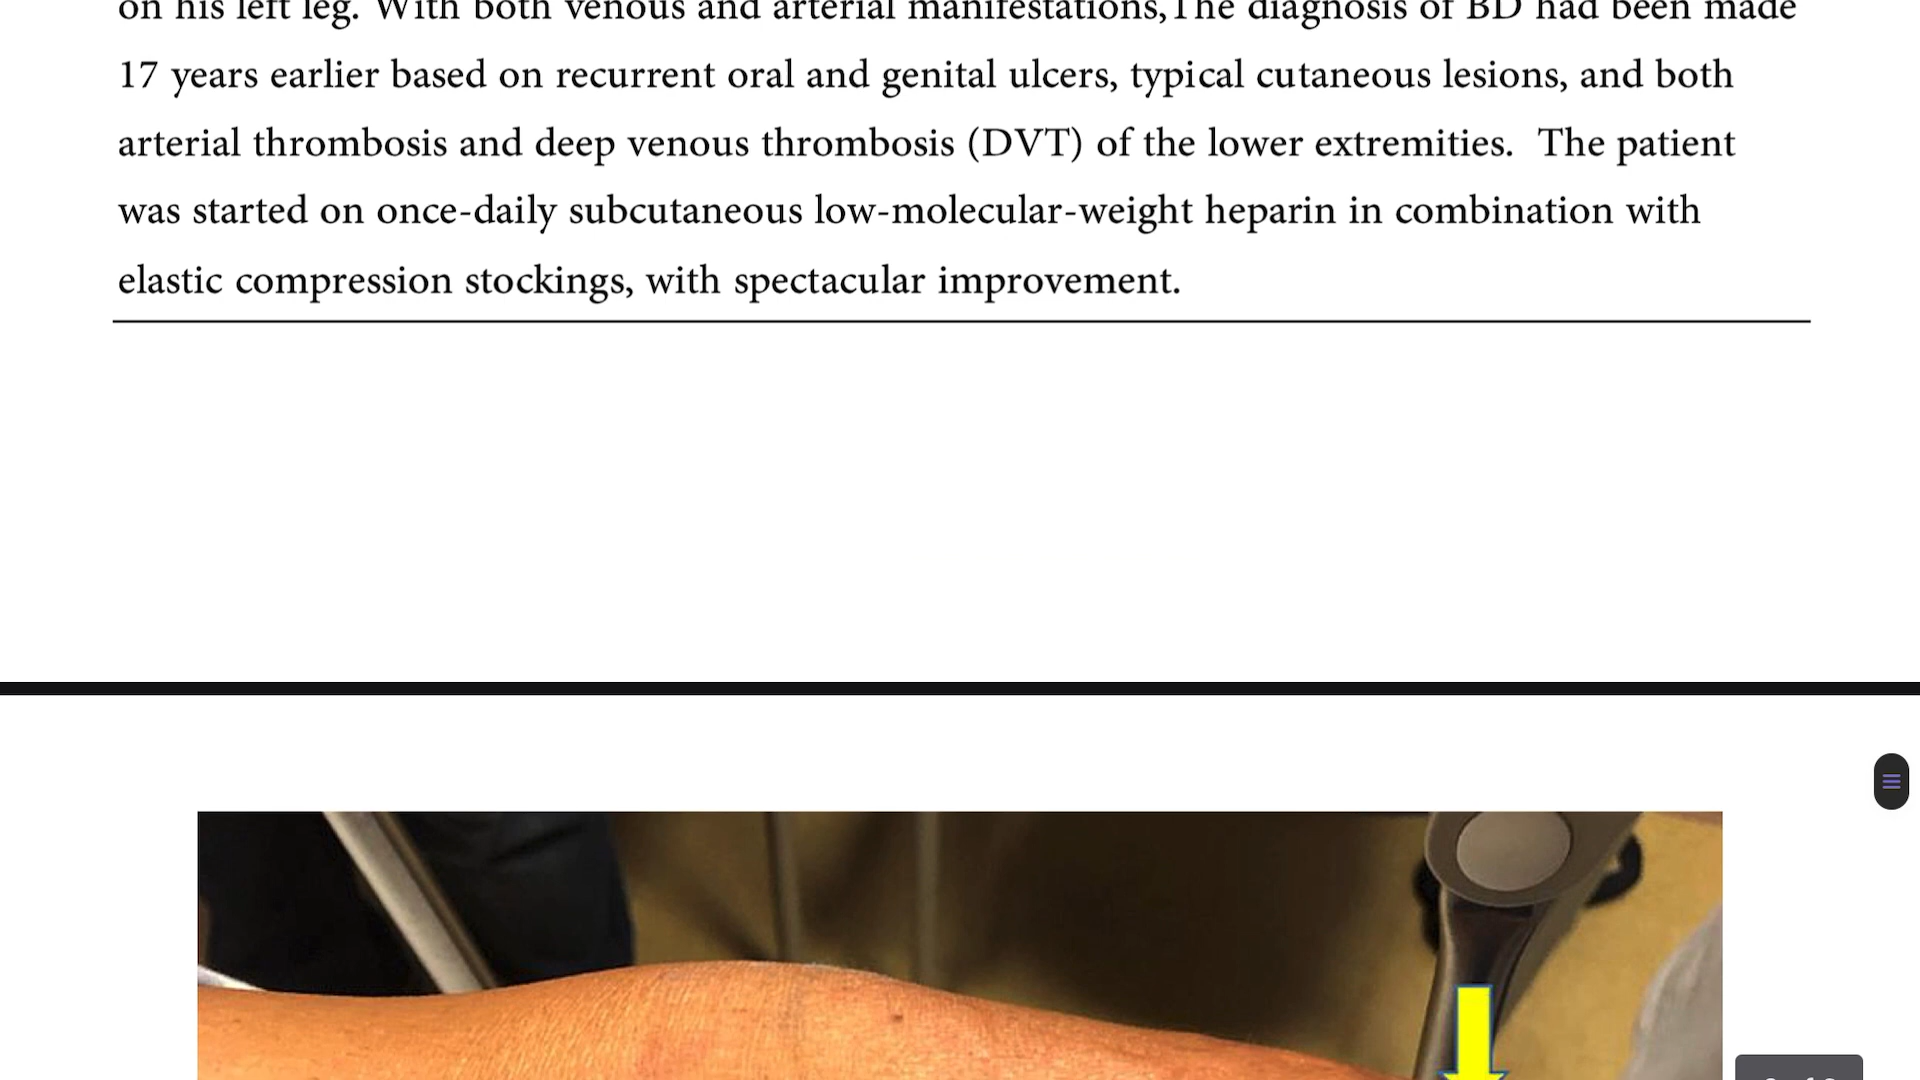 on his left leg. With both venous and arterial manifestations,The diagnosis of BD had been made
17 years earlier based on recurrent oral and genital ulcers, typical cutaneous lesions, and both
arterial thrombosis and deep venous thrombosis (DVT) of the lower extremities.  The patient
was started on once-daily subcutaneous low-molecular-weight heparin in combination with
elastic compression stockings, with spectacular improvement.